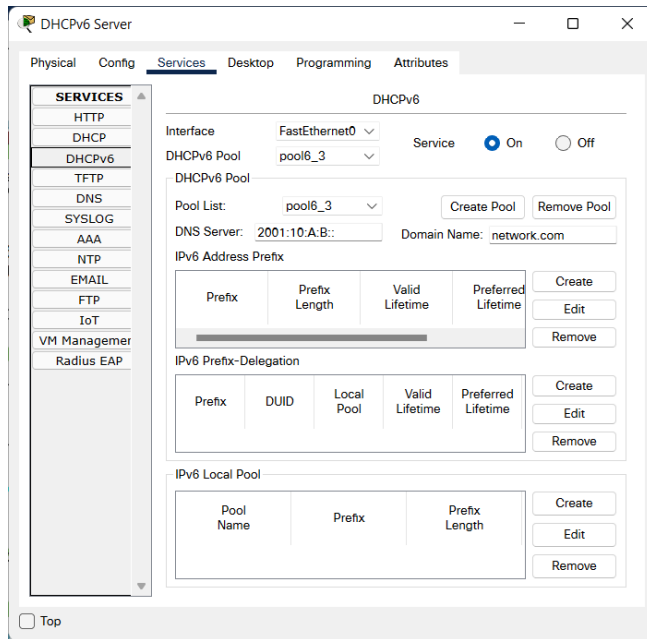 DHCPv6 Server
Physical Config Services Desktop Programming Attributes
SERVICES
HTTP
DHCP
DHCPv6
TFTP
DNS
SYSLOG
AAA
NTP
EMAIL
FTP
IoT
VM Managemer
Radius EAP
DHCPv6
Interface FastEthernet0 Service On Off
DHCPv6 Pool pool6_3
DHCPv6 Pool
Pool List: pool6_3 Create Pool Remove Pool
DNS Server: 2001:10:A:B:: Domain Name: network.com
IPv6 Address Prefix
Prefix Prefix Length Valid Lifetime Preferred Lifetime
Create
Edit
Remove
IPv6 Prefix-Delegation
Prefix DUID Local Pool Valid Lifetime Preferred Lifetime
Create
Edit
Remove
IPv6 Local Pool
Pool Name Prefix Prefix Length
Create
Edit
Remove
Top